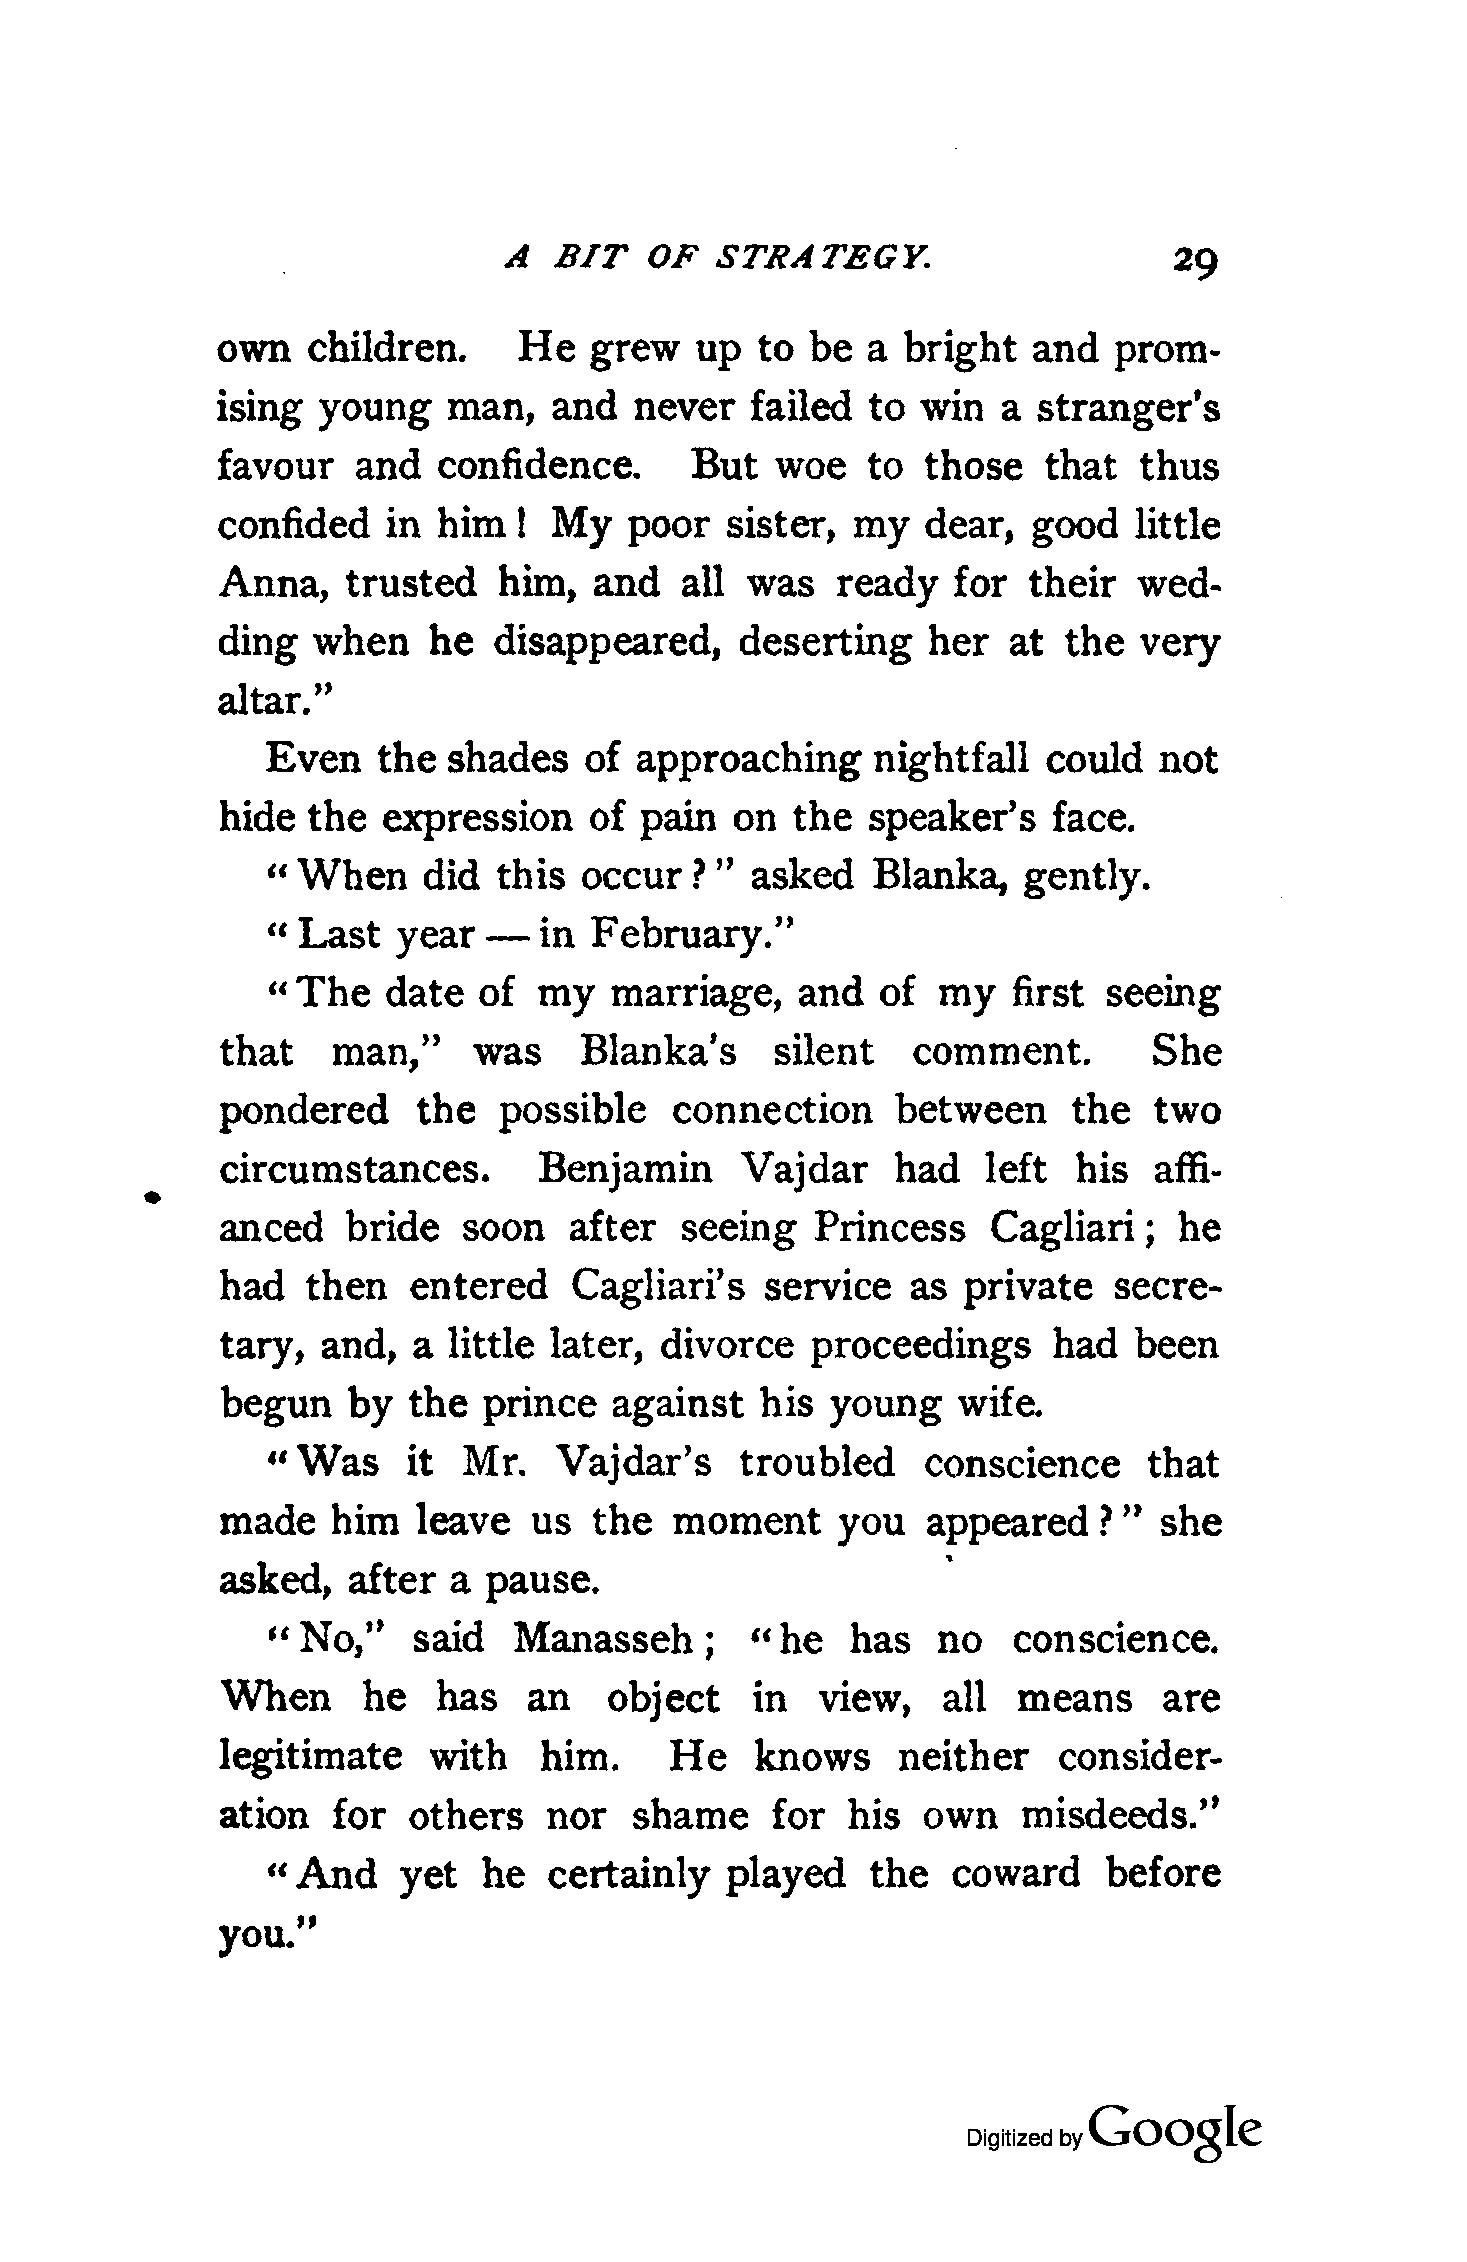 A BIT OF STRATEGY. 29
own children. He grew up to be a bright and prom-
ising young man, and never failed to win a stranger's
favour and confidence. But woe to those that thus
confided in him! My poor sister, my dear, good little
Anna, trusted him, and all was ready for their wed-
ding when he disappeared, deserting her at the very
altar."
Even the shades of approaching nightfall could not
hide the expression of pain on the speaker's face.
"When did this occur?" asked Blanka, gently.
"Last year — in February."
"The date of my marriage, and of my first seeing
that man," was Blanka's silent comment. She
pondered the possible connection between the two
circumstances. Benjamin Vajdar had left his affi-
anced bride soon after seeing Princess Cagliari; he
had then entered Cagliari's service as private secre-
tary, and, a little later, divorce proceedings had been
begun by the prince against his young wife.
"Was it Mr. Vajdar's troubled conscience that
made him leave us the moment you appeared?" she
asked, after a pause.
"No," said Manasseh; "he has no conscience.
When he has an object in view, all means are
legitimate with him. He knows neither consider-
ation for others nor shame for his own misdeeds."
"And yet he certainly played the coward before
you."
Digitized by Google